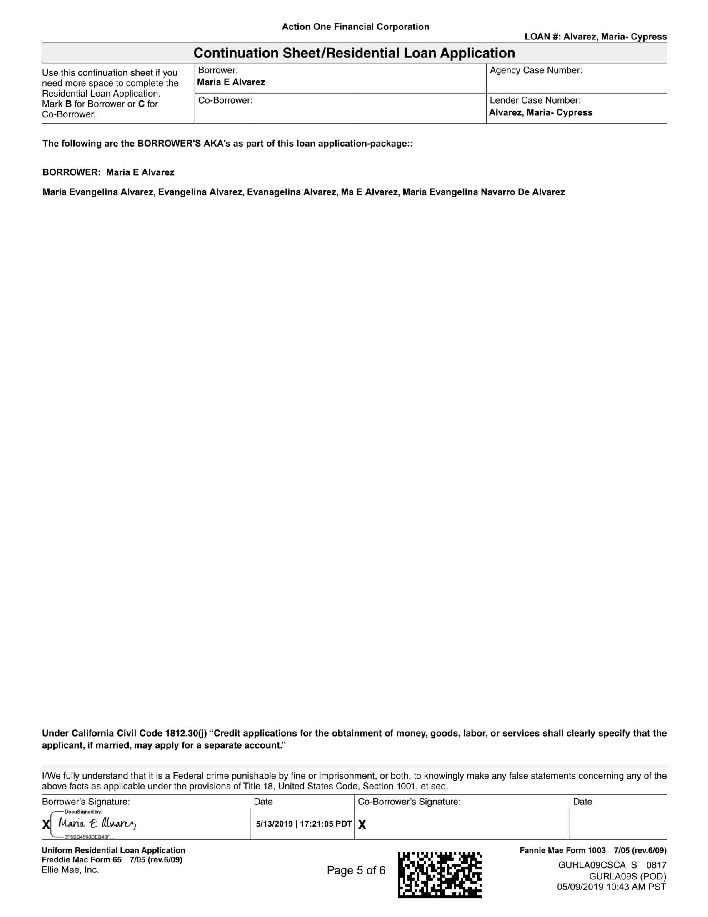 Action One Financial Corporation
LOAN #: Alvarez, Maria- Cypress
Continuation Sheet/Residential Loan Application
Use this continuation sheet if you
need more space to complete the
Residential Loan Application.
Mark B for Borrower or C for
Co-Borrower.
Borrower:
Maria E Alvarez
Agency Case Number:
Co-Borrower:
Lender Case Number:
Alvarez, Maria- Cypress
The following are the BORROWER'S AKA's as part of this loan application-package::
BORROWER: Maria E Alvarez
Maria Evangelina Alvarez, Evangelina Alvarez, Evanagelina Alvarez, Ma E Alvarez, Maria Evangelina Navarro De Alvarez
Under California Civil Code 1812.30(j) “Credit applications for the obtainment of money, goods, labor, or services shall clearly specify that the
applicant, if married, may apply for a separate account.”
I/We fully understand that it is a Federal crime punishable by fine or imprisonment, or both, to knowingly make any false statements concerning any of the
above facts as applicable under the provisions of Title 18, United States Code, Section 1001, et seq.
Borrower's Signature:
Date
Co-Borrower's Signature:
Date
DocuSigned by:
X Maria E Alvarez
5/13/2019 | 17:21:05 PDT
X
Uniform Residential Loan Application
Freddie Mac Form 65 7/05 (rev.6/09)
Ellie Mae, Inc.
Page 5 of 6
Fannie Mae Form 1003 7/05 (rev.6/09)
GUHLA09CSCA_S 0817
GURLA09S (POD)
05/09/2019 10:43 AM PST